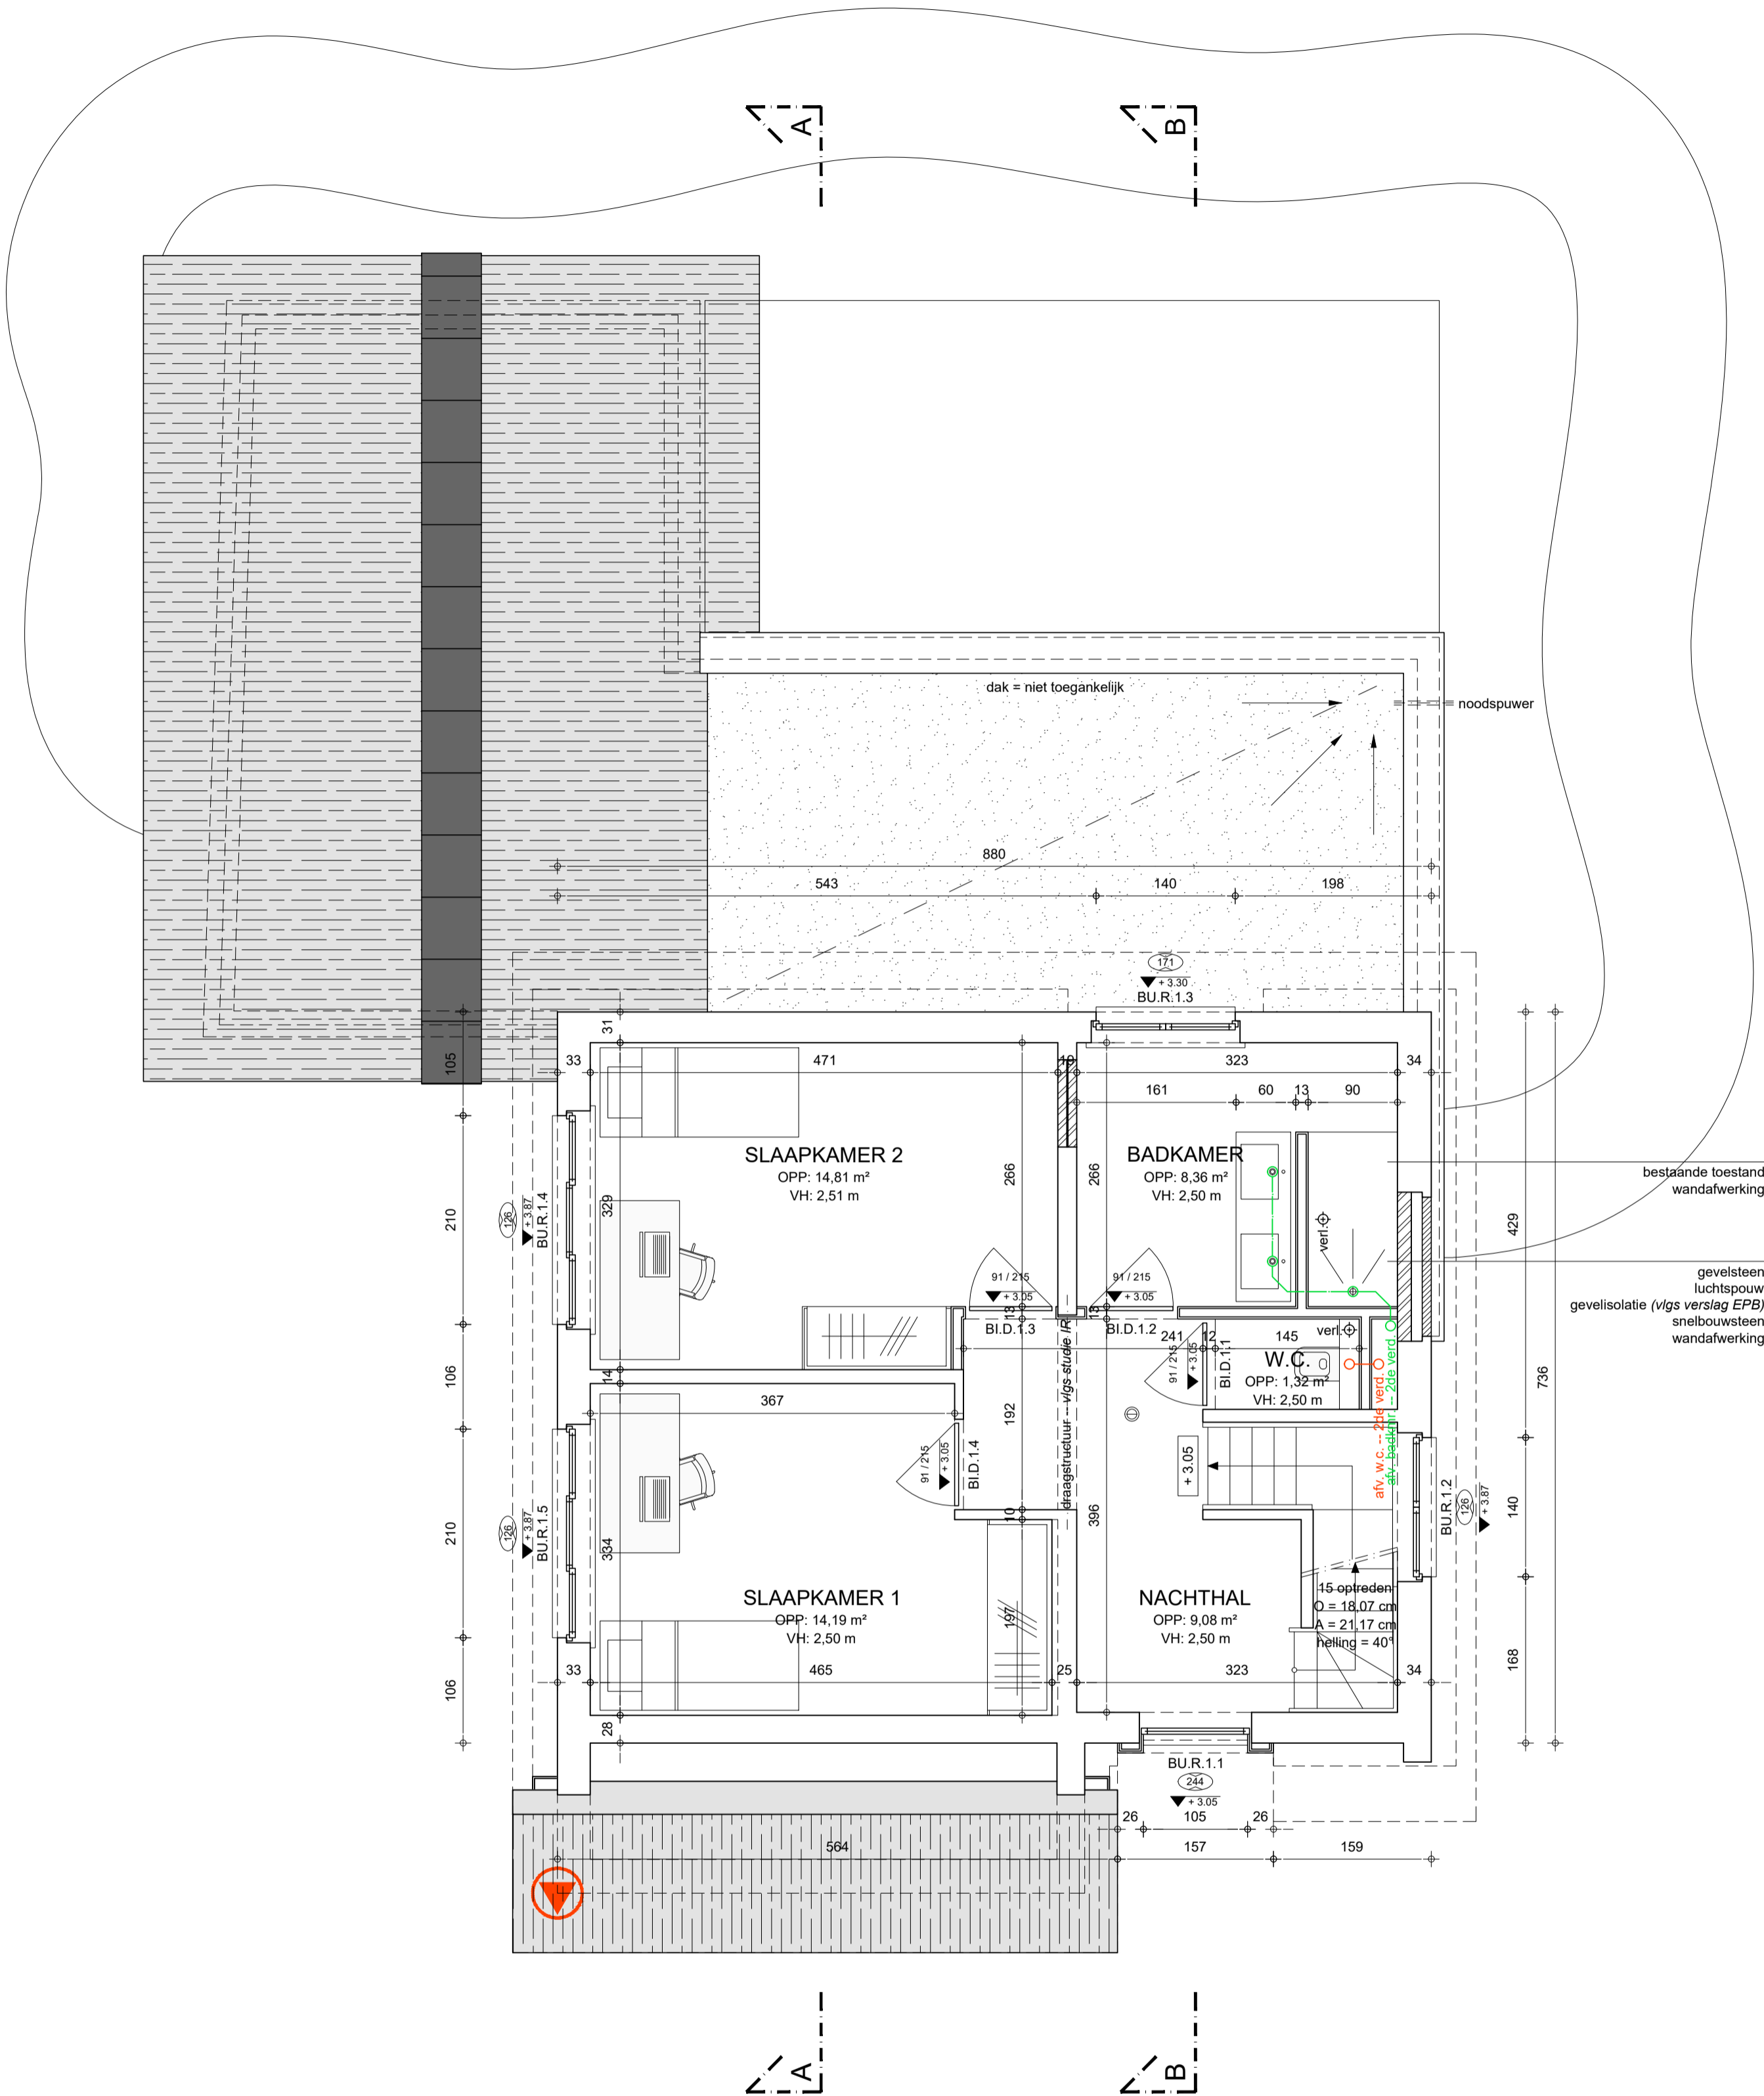 A
B
dak = niet toegankelijk
noodspuwer
880
543
140
198
171
+ 3.30
BU.R.1.3
31
105
33
471
19
323
34
161
60
13
90
SLAAPKAMER 2
OPP: 14,81 m²
VH: 2,51 m
BADKAMER
OPP: 8,36 m²
VH: 2,50 m
266
266
bestaande toestand
wandafwerking
210
126
+ 3.87
BU.R.1.4
329
verl.
429
gevelsteen
luchtspouw
gevelisolatie (vlgs verslag EPB)
snelbouwsteen
wandafwerking
91 / 215
+ 3.05
91 / 215
+ 3.05
13
13
BI.D.1.3
BI.D.1.2
241
12
145
verl.
91 / 215
+ 3.05
BI.D.1.1
W.C.
OPP: 1,32 m²
VH: 2,50 m
106
14
367
192
draagstructuur -- vlgs studie IR
736
afv. w.c. -- 2de verd.
afv. badkmr. -- 2de verd.
91 / 215
+ 3.05
BI.D.1.4
+ 3.05
210
126
+ 3.87
BU.R.1.5
334
10
396
BU.R.1.2
126
+ 3.87
140
SLAAPKAMER 1
OPP: 14,19 m²
VH: 2,50 m
197
NACHTHAL
OPP: 9,08 m²
VH: 2,50 m
15 optreden
O = 18,07 cm
A = 21,17 cm
helling = 40°
168
106
33
465
25
323
34
28
BU.R.1.1
244
+ 3.05
26
105
26
564
157
159
A
B